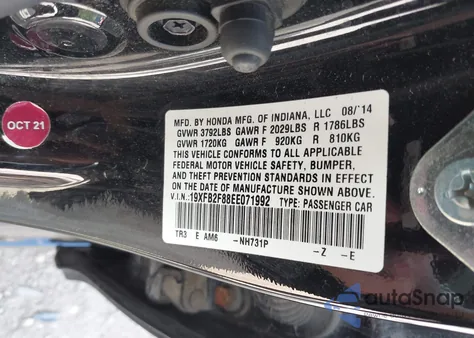 OCT 21
MFD. BY HONDA MFG. OF INDIANA, LLC 08/'14
GVWR 3792LBS GAWR F 2029LBS R 1786LBS
GVWR 1720KG GAWR F 920KG R 810KG
THIS VEHICLE CONFORMS TO ALL APPLICABLE
FEDERAL MOTOR VEHICLE SAFETY, BUMPER,
AND THEFT PREVENTION STANDARDS IN EFFECT
ON THE DATE OF MANUFACTURE SHOWN ABOVE.
V.I.N.:19XFB2F88EE071992 TYPE: PASSENGER CAR
TR3 E AM6 -NH731P -Z -E
autoSnap